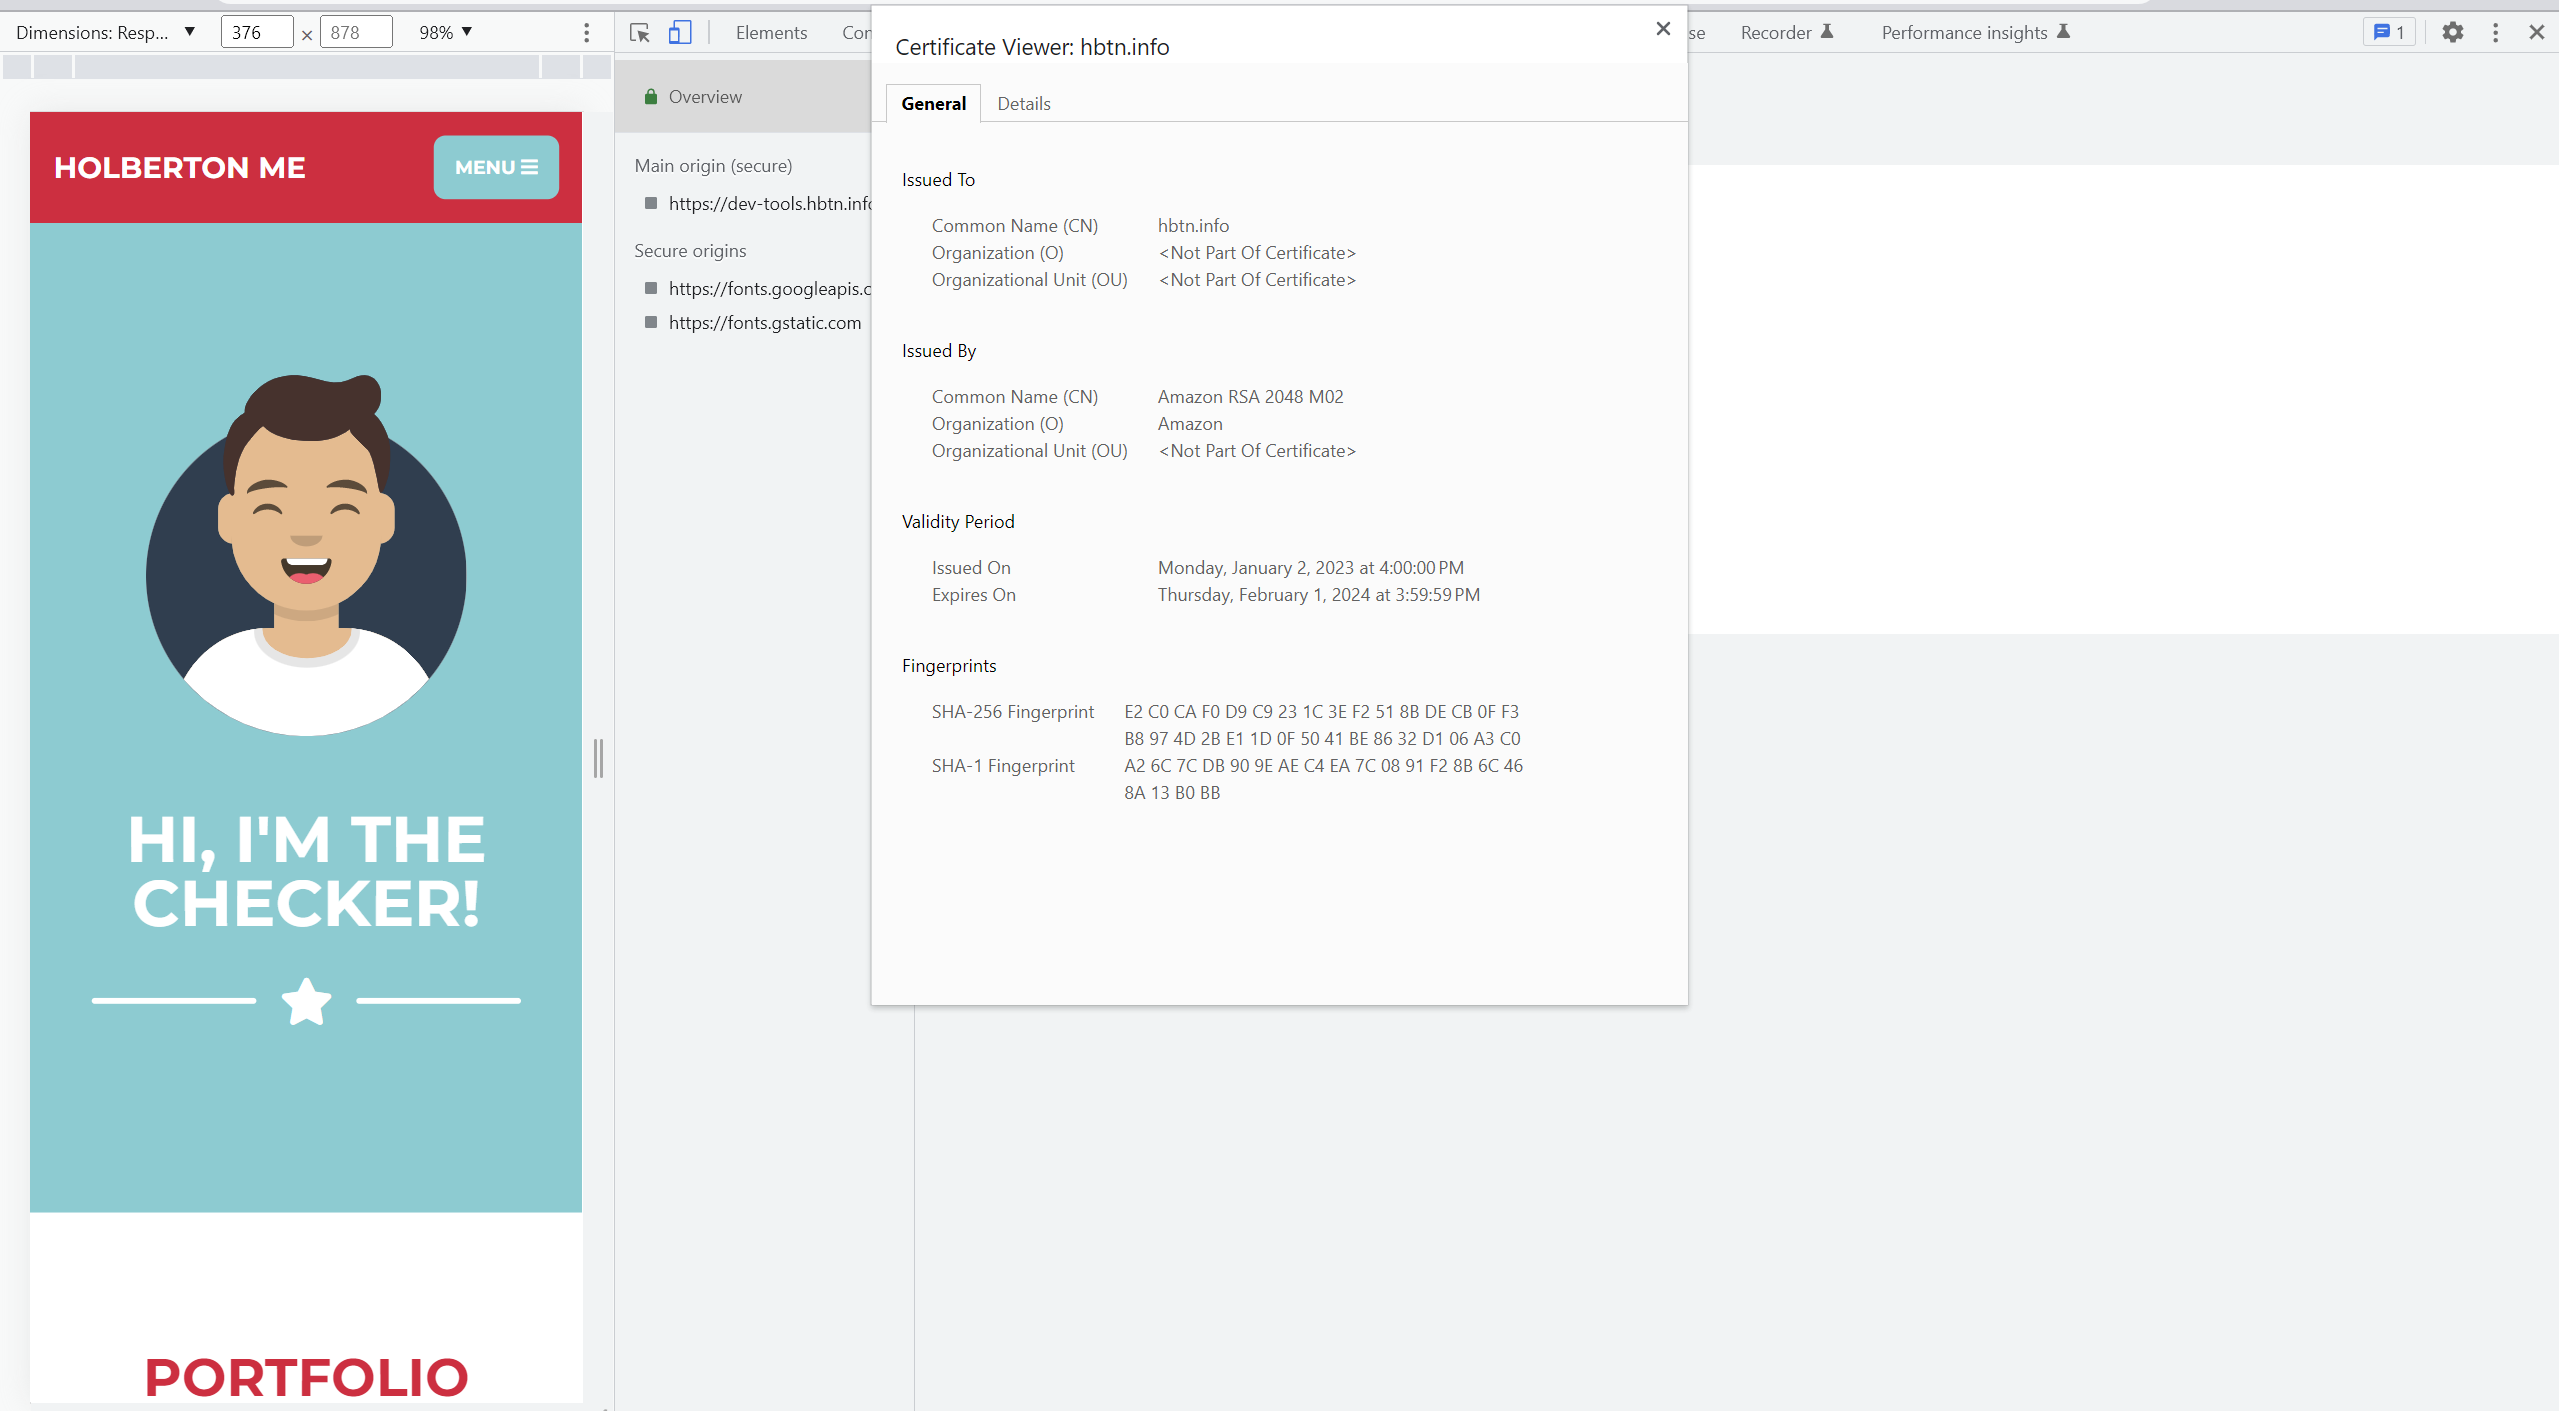 Dimensions: Resp... ▼ 376 × 878 98% ▼
Elements
Recorder
Performance insights
1
HOLBERTON ME
MENU
HI, I'M THE
CHECKER!
PORTFOLIO
Overview
Main origin (secure)
https://dev-tools.hbtn.info
Secure origins
https://fonts.googleapis.c
https://fonts.gstatic.com
Certificate Viewer: hbtn.info
General Details
Issued To
Common Name (CN) hbtn.info
Organization (O) <Not Part Of Certificate>
Organizational Unit (OU) <Not Part Of Certificate>
Issued By
Common Name (CN) Amazon RSA 2048 M02
Organization (O) Amazon
Organizational Unit (OU) <Not Part Of Certificate>
Validity Period
Issued On Monday, January 2, 2023 at 4:00:00 PM
Expires On Thursday, February 1, 2024 at 3:59:59 PM
Fingerprints
SHA-256 Fingerprint E2 C0 CA F0 D9 C9 23 1C 3E F2 51 8B DE CB 0F F3
B8 97 4D 2B E1 1D 0F 50 41 BE 86 32 D1 06 A3 C0
SHA-1 Fingerprint A2 6C 7C DB 90 9E AE C4 EA 7C 08 91 F2 8B 6C 46
8A 13 B0 BB